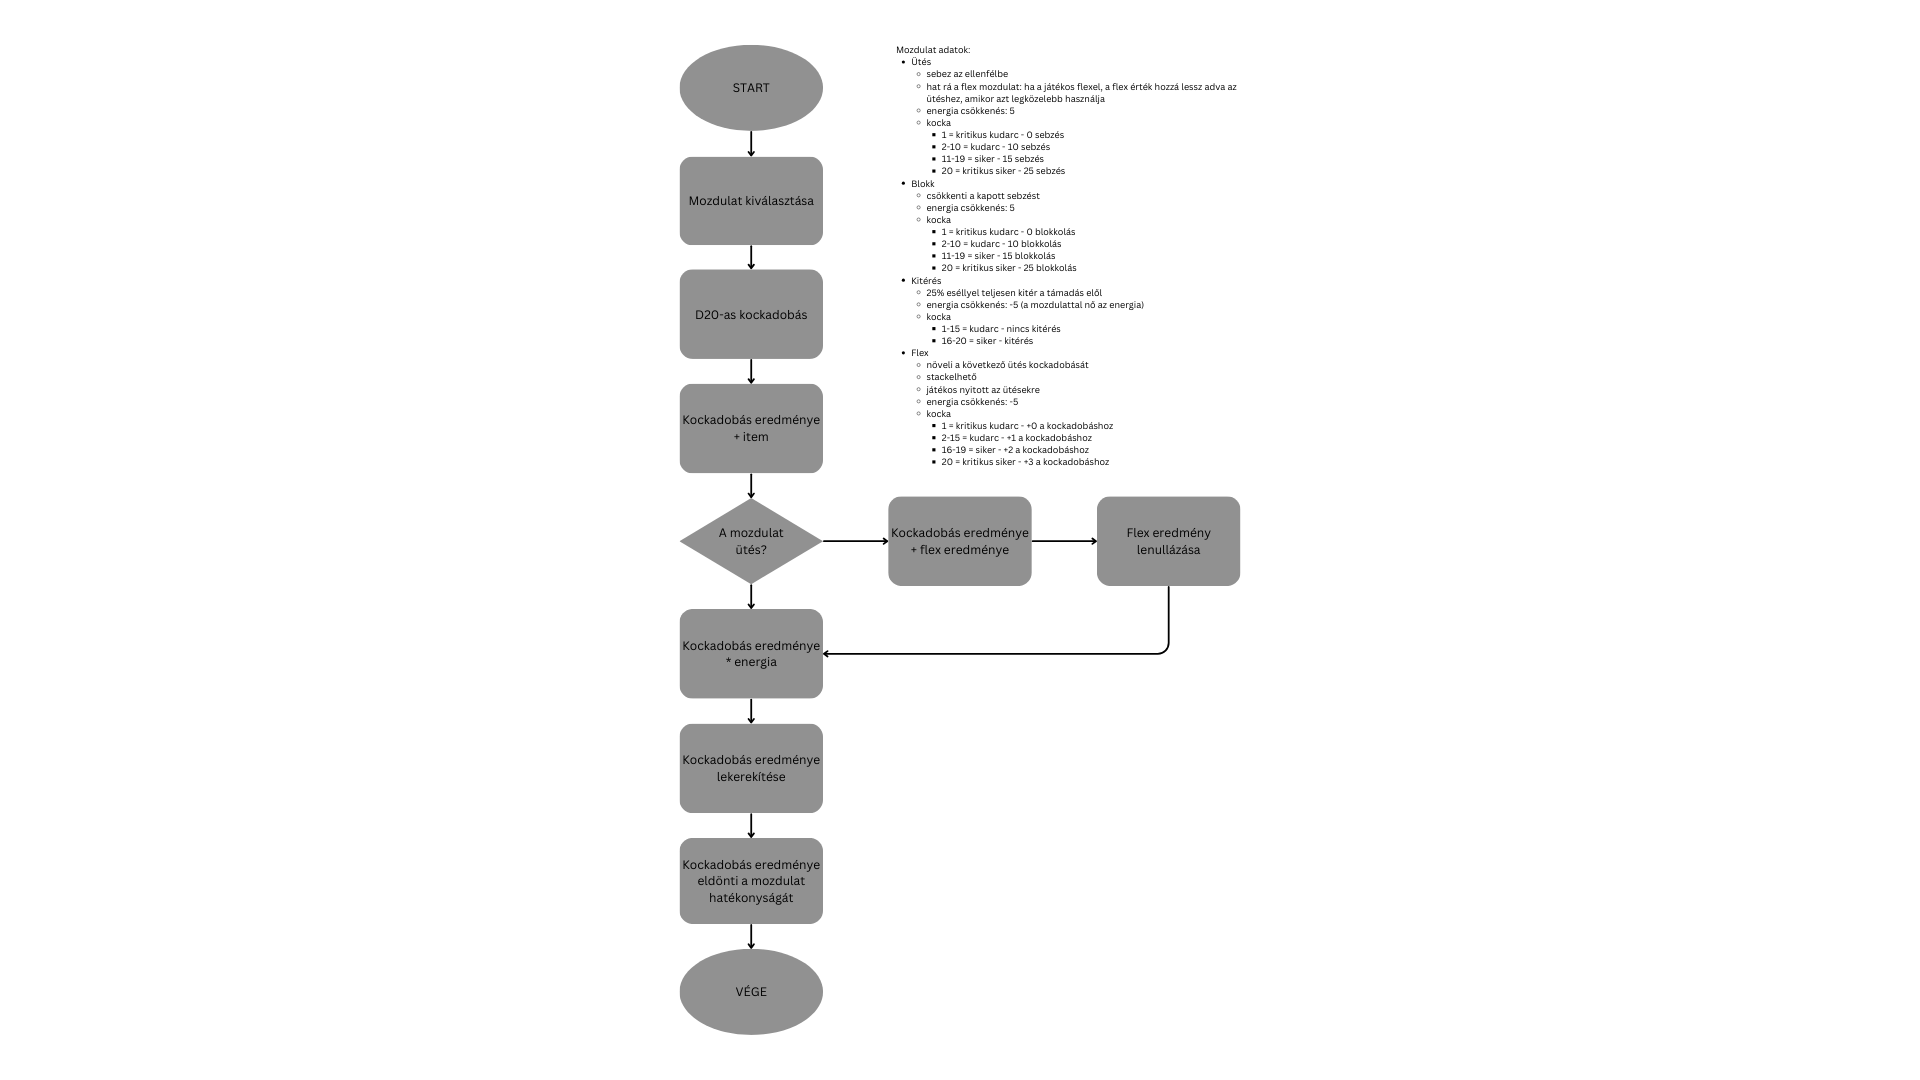 START
Mozdulat kiválasztása
D20-as kockadobás
Kockadobás eredménye
+ item
A mozdulat
ütés?
Kockadobás eredménye
+ flex eredménye
Flex eredmény
lenullázása
Kockadobás eredménye
* energia
Kockadobás eredménye
lekerekítése
Kockadobás eredménye
eldönti a mozdulat
hatékonyságát
VÉGE
Mozdulat adatok:
Ütés
sebez az ellenfélbe
hat rá a flex mozdulat: ha a játékos flexel, a flex érték hozzá lessz adva az
ütéshez, amikor azt legközelebb használja
energia csökkenés: 5
kocka
1 = kritikus kudarc - 0 sebzés
2-10 = kudarc - 10 sebzés
11-19 = siker - 15 sebzés
20 = kritikus siker - 25 sebzés
Blokk
csökkenti a kapott sebzést
energia csökkenés: 5
kocka
1 = kritikus kudarc - 0 blokkolás
2-10 = kudarc - 10 blokkolás
11-19 = siker - 15 blokkolás
20 = kritikus siker - 25 blokkolás
Kitérés
25% eséllyel teljesen kitér a támadás elől
energia csökkenés: -5 (a mozdulattal nő az energia)
kocka
1-15 = kudarc - nincs kitérés
16-20 = siker - kitérés
Flex
növeli a következő ütés kockadobását
stackelhető
játékos nyitott az ütésekre
energia csökkenés: -5
kocka
1 = kritikus kudarc - +0 a kockadobáshoz
2-15 = kudarc - +1 a kockadobáshoz
16-19 = siker - +2 a kockadobáshoz
20 = kritikus siker - +3 a kockadobáshoz